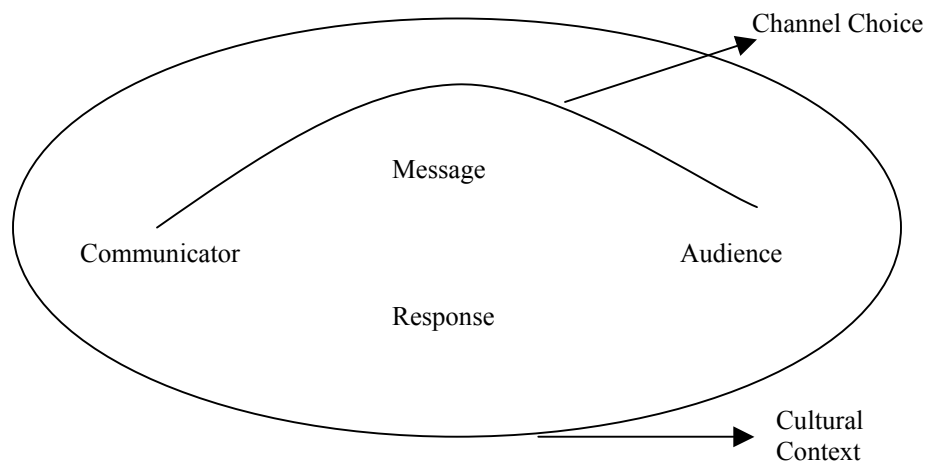 Channel Choice
Message
Communicator
Audience
Response
Cultural
Context